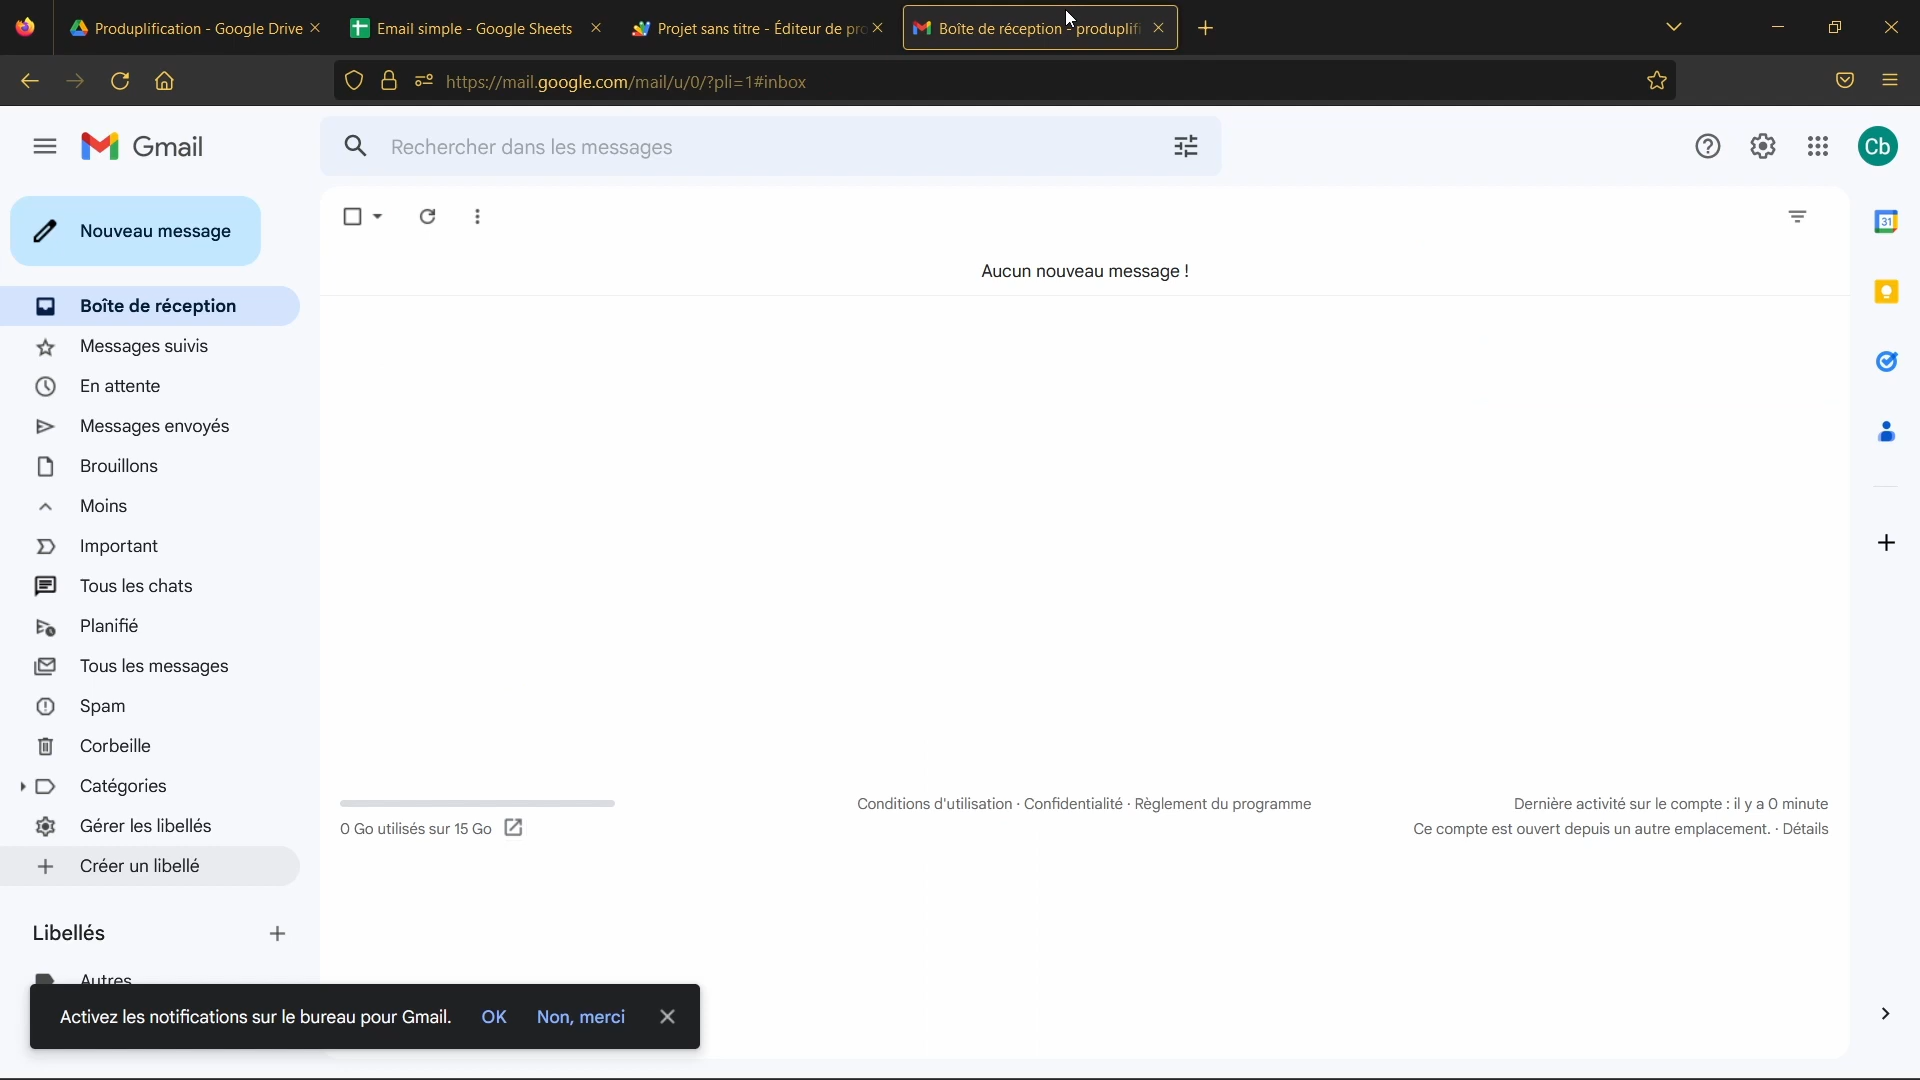 Produplification - Google Drive
Email simple - Google Sheets
Projet sans titre - Éditeur de pro
Boîte de réception - produplifi
https://mail.google.com/mail/u/0/?pli=1#inbox
Gmail
Rechercher dans les messages
Cb
Nouveau message
31
Aucun nouveau message !
Boîte de réception
Messages suivis
En attente
Messages envoyés
Brouillons
Moins
Important
Tous les chats
Planifié
Tous les messages
Spam
Corbeille
Catégories
Gérer les libellés
Créer un libellé
0 Go utilisés sur 15 Go
Conditions d'utilisation · Confidentialité · Règlement du programme
Dernière activité sur le compte : il y a 0 minute
Ce compte est ouvert depuis un autre emplacement. · Détails
Libellés
Autres
Activez les notifications sur le bureau pour Gmail. OK Non, merci